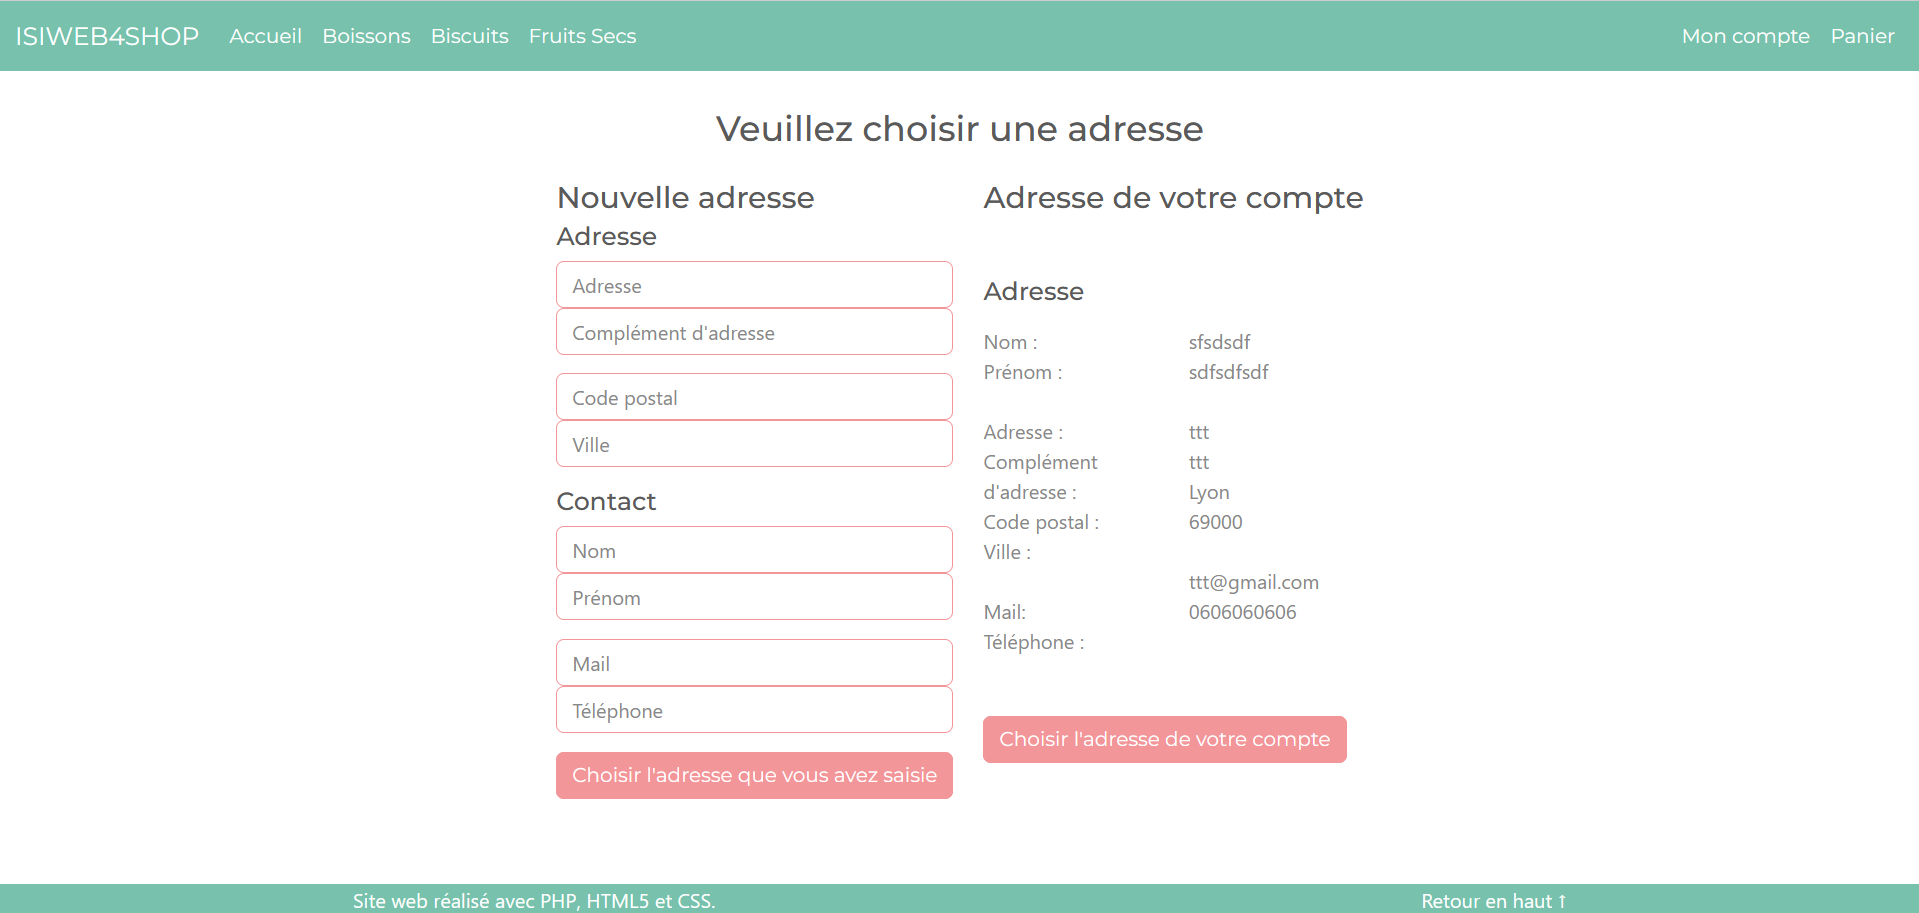 ISIWEB4SHOP Accueil Boissons Biscuits Fruits Secs Mon compte Panier
Veuillez choisir une adresse
Nouvelle adresse
Adresse
Adresse
Complément d'adresse
Code postal
Ville
Contact
Nom
Prénom
Mail
Téléphone
Choisir l'adresse que vous avez saisie
Adresse de votre compte
Adresse
Nom : sfsdsdf
Prénom : sdfsdfsdf
Adresse : ttt
Complément ttt
d'adresse : Lyon
Code postal : 69000
Ville :
ttt@gmail.com
Mail: 0606060606
Téléphone :
Choisir l'adresse de votre compte
Site web réalisé avec PHP, HTML5 et CSS. Retour en haut ↑